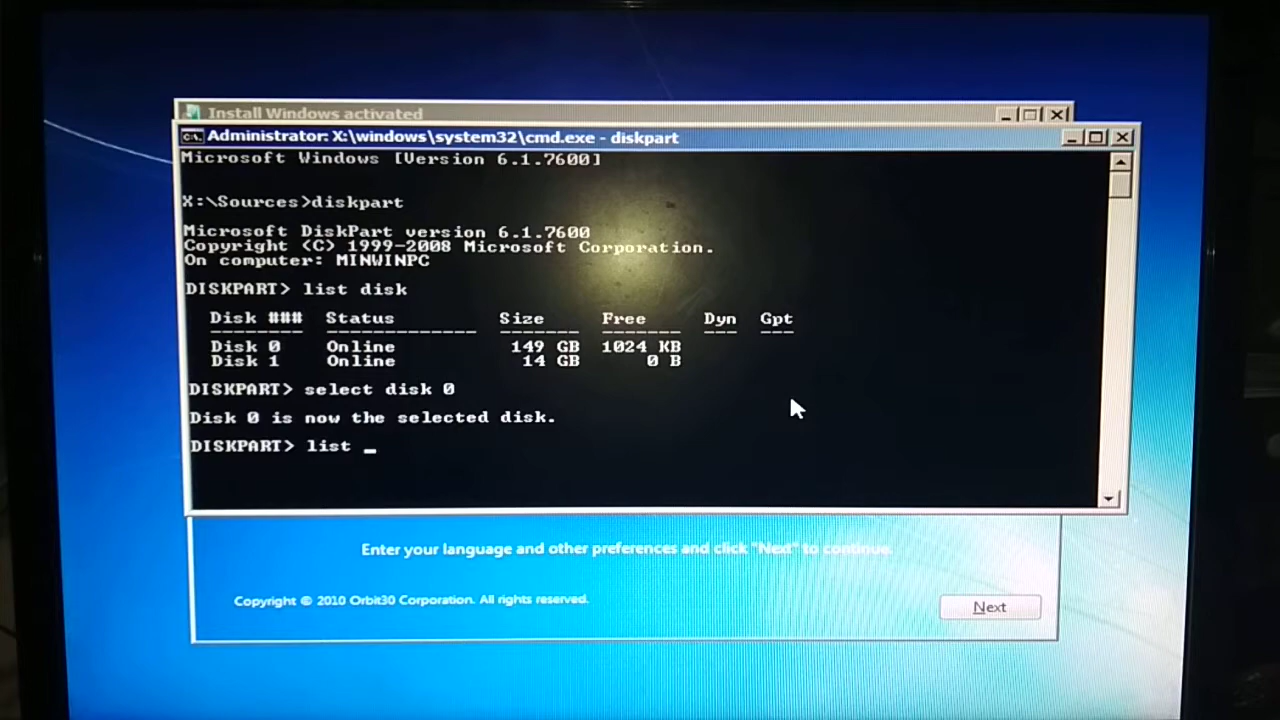 Install Windows activated
Administrator: X:\windows\system32\cmd.exe - diskpart
Microsoft Windows [Version 6.1.7600]
X:\Sources>diskpart
Microsoft DiskPart version 6.1.7600
Copyright (C) 1999-2008 Microsoft Corporation.
On computer: MINWINPC
DISKPART> list disk
Disk ### Status Size Free Dyn Gpt
-------- ------------- ------- ------- --- ---
Disk 0 Online 149 GB 1024 KB
Disk 1 Online 14 GB 0 B
DISKPART> select disk 0
Disk 0 is now the selected disk.
DISKPART> list _
Enter your language and other preferences and click "Next" to continue.
Copyright © 2010 Orbit30 Corporation. All rights reserved.
Next